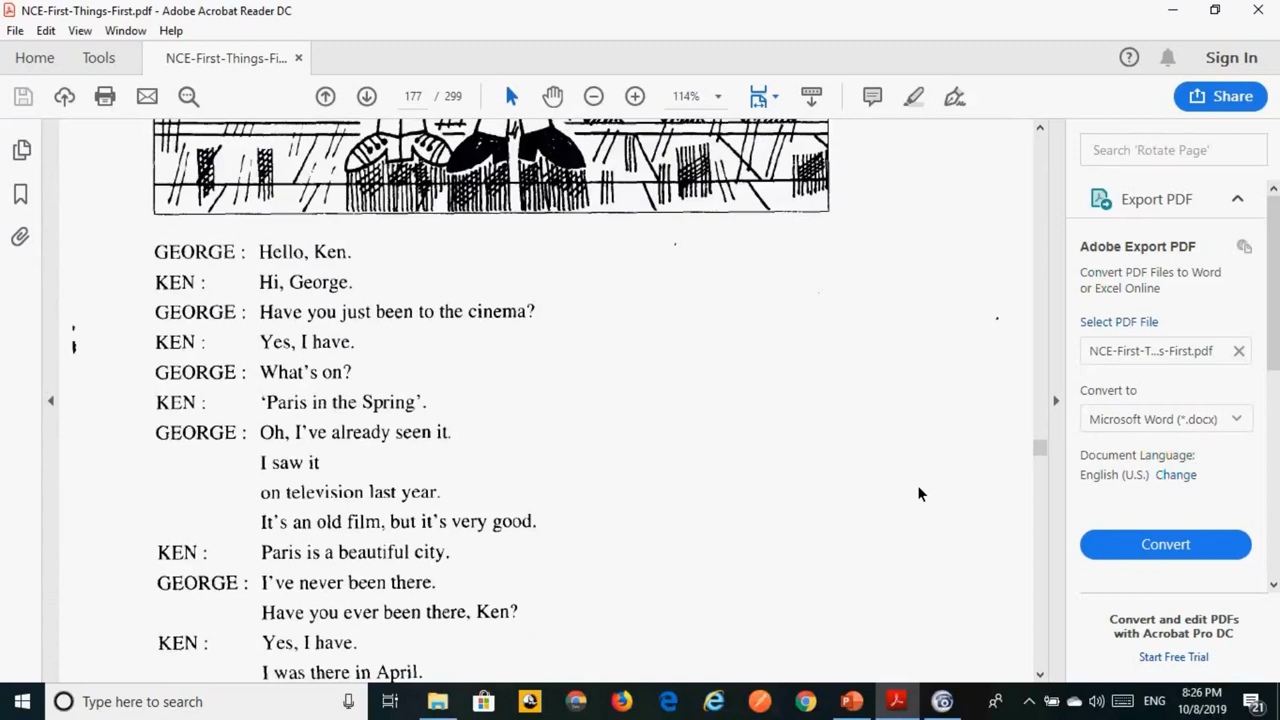 NCE-First-Things-First.pdf - Adobe Acrobat Reader DC
File Edit View Window Help
Home Tools NCE-First-Things-Fi... Sign In
177 / 299 114% Share
Search 'Rotate Page'
Export PDF
Adobe Export PDF
Convert PDF Files to Word
or Excel Online
Select PDF File
NCE-First-T...s-First.pdf
Convert to
Microsoft Word (*.docx)
Document Language:
English (U.S.) Change
Convert
Convert and edit PDFs
with Acrobat Pro DC
Start Free Trial
GEORGE : Hello, Ken.
KEN : Hi, George.
GEORGE : Have you just been to the cinema?
KEN : Yes, I have.
GEORGE : What's on?
KEN : ‘Paris in the Spring’.
GEORGE : Oh, I've already seen it.
I saw it
on television last year.
It's an old film, but it's very good.
KEN : Paris is a beautiful city.
GEORGE : I've never been there.
Have you ever been there, Ken?
KEN : Yes, I have.
I was there in April.
Type here to search
ENG 8:26 PM
10/8/2019 21